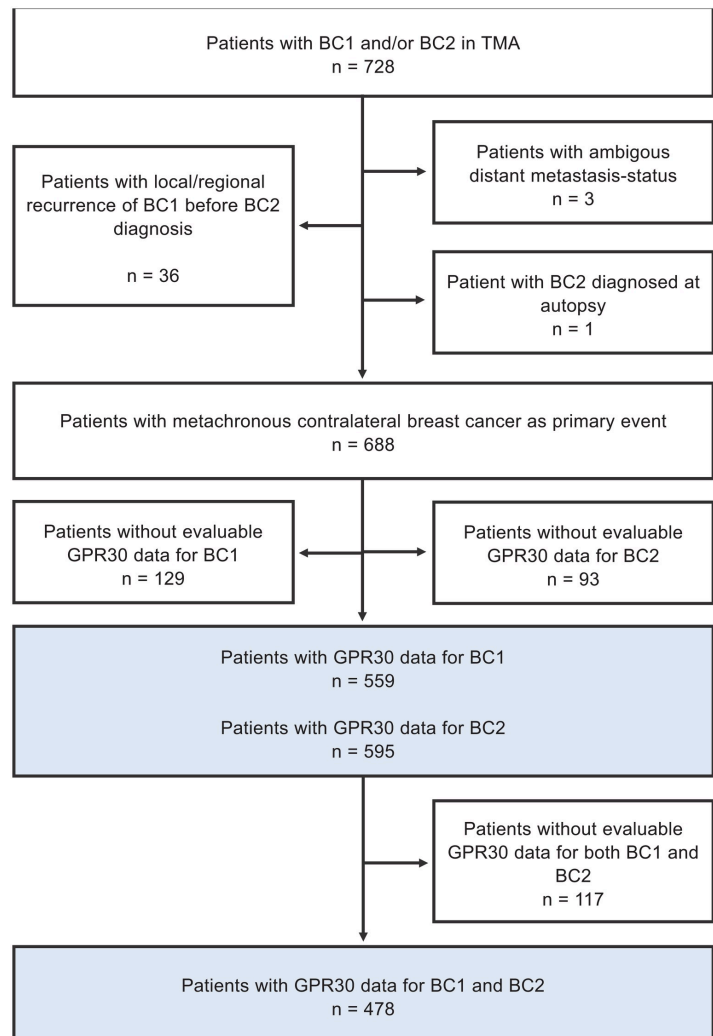 Patients with BC1 and/or BC2 in TMA
n = 728
Patients with ambigous
distant metastasis-status
n = 3
Patients with local/regional
recurrence of BC1 before BC2
diagnosis
n = 36
Patient with BC2 diagnosed at
autopsy
n = 1
Patients with metachronous contralateral breast cancer as primary event
n = 688
Patients without evaluable
GPR30 data for BC1
n = 129
Patients without evaluable
GPR30 data for BC2
n = 93
Patients with GPR30 data for BC1
n = 559
Patients with GPR30 data for BC2
n = 595
Patients without evaluable
GPR30 data for both BC1 and
BC2
n = 117
Patients with GPR30 data for BC1 and BC2
n = 478